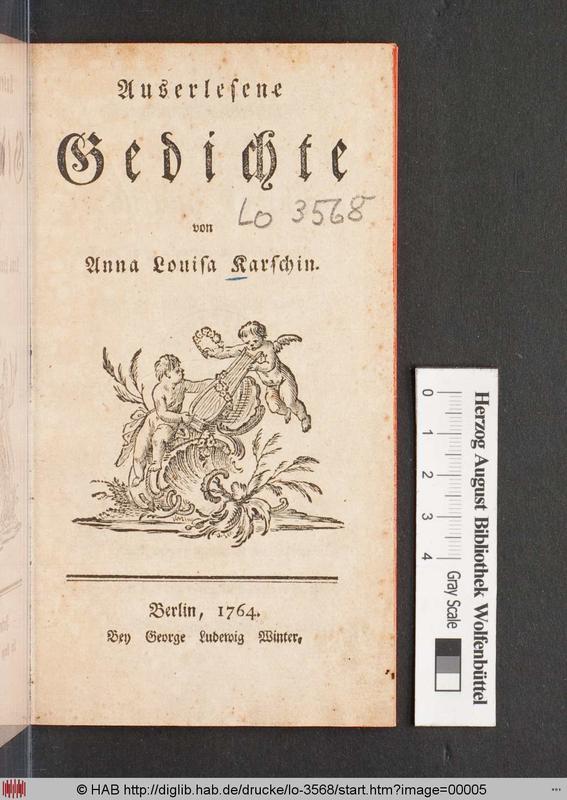 Auserlesene
Gedichte
Lo 3568
von
Anna Louisa Karschin.
Berlin, 1764.
Bey George Ludewig Winter.
0 1 2 3 4
Gray Scale
Herzog August Bibliothek Wolfenbüttel
© HAB http://diglib.hab.de/drucke/lo-3568/start.htm?image=00005